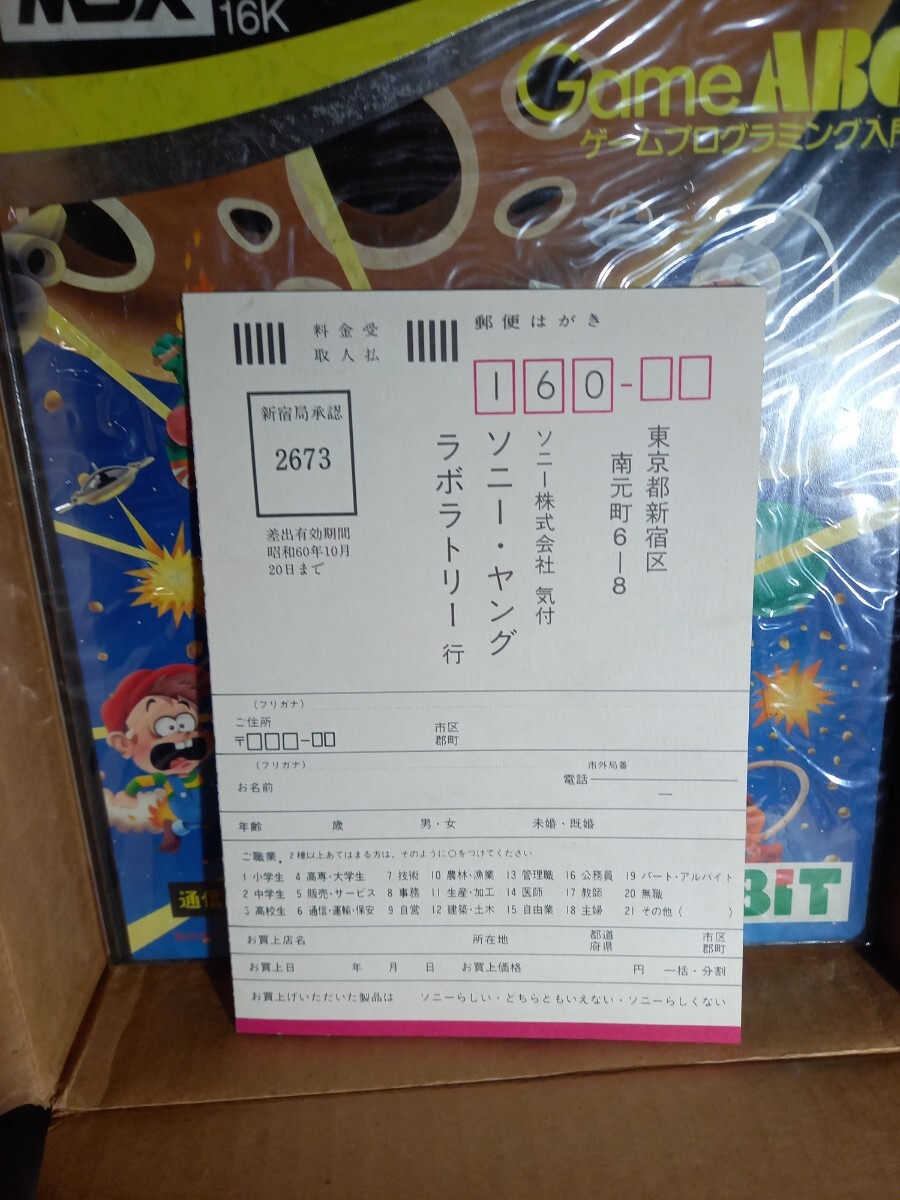 MSX
16K
Game ABC
ゲームプログラミング入門
郵便はがき
料金受
取人払
160-
新宿局承認
2673
差出有効期間
昭和60年10月
20日まで
東京都新宿区
南元町6-8
ソニー株式会社 気付
ソニー・ヤング
ラボラトリー 行
(フリガナ)
ご住所
〒□□□-□□
市区
郡町
(フリガナ)
お名前
市外局番
電話 —
年齢 歳 男・女 未婚・既婚
ご職業. 2種以上あてはまる方は、そのように○をつけてください
1 小学生 4 高専・大学生 7 技術 10 農林・漁業 13 管理職 16 公務員 19 パート・アルバイト
2 中学生 5 販売・サービス 8 事務 11 生産・加工 14 医師 17 教師 20 無職
3 高校生 6 通信・運輸・保安 9 自営 12 建築・土木 15 自由業 18 主婦 21 その他( )
お買上店名 所在地 都道府県 市区郡町
お買上日 年 月 日 お買上価格 円 一括・分割
お買上げいただいた製品は ソニーらしい・どちらともいえない・ソニーらしくない
通信
BiT